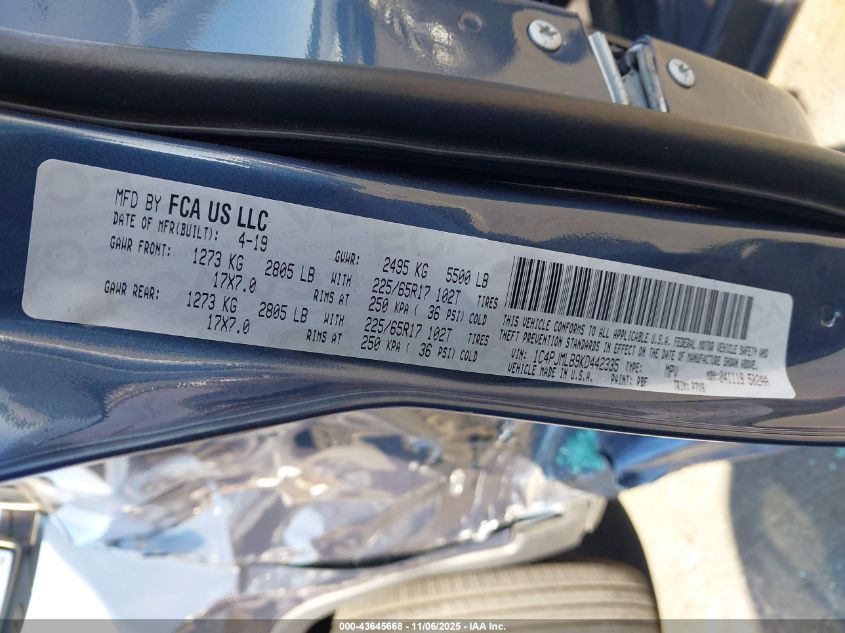 MFD BY FCA US LLC
DATE OF MFR(BUILT): 4-19 GVWR: 2495 KG 5500 LB
GAWR FRONT: 1273 KG 2805 LB WITH 225/65R17 102T TIRES
17X7.0 RIMS AT 250 KPA ( 36 PSI) COLD
GAWR REAR: 1273 KG 2805 LB WITH 225/65R17 102T TIRES
17X7.0 RIMS AT 250 KPA ( 36 PSI) COLD
THIS VEHICLE CONFORMS TO ALL APPLICABLE U.S.A. FEDERAL MOTOR VEHICLE SAFETY AND
THEFT PREVENTION STANDARDS IN EFFECT ON THE DATE OF MANUFACTURE SHOWN ABOVE.
VIN: 1C4PJMLB9KD442335 TYPE: MPV
VEHICLE MADE IN U.S.A. PAINT: PDF TRIM:
000-43645668 - 11/06/2025 - IAA Inc.